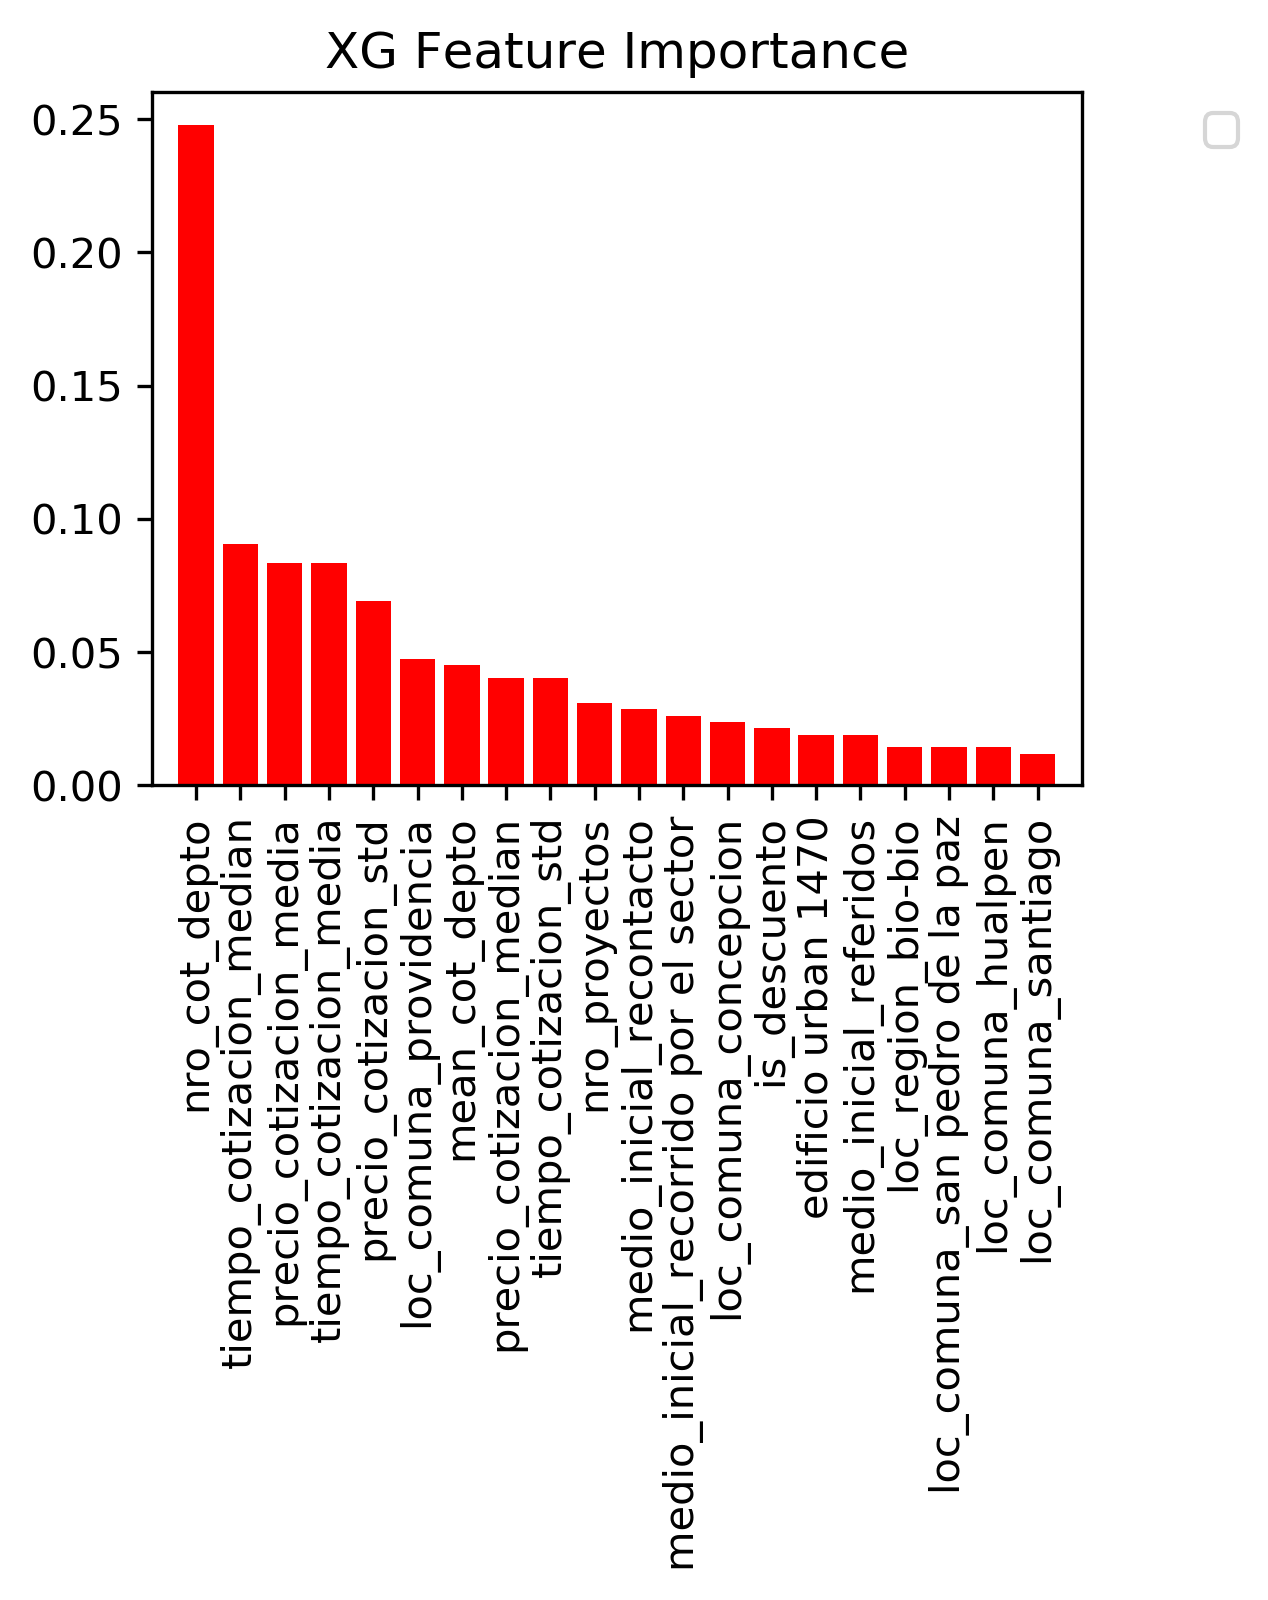 XG Feature Importance
0.25
0.20
0.15
0.10
0.05
0.00
nro_cot_depto
tiempo_cotizacion_median
precio_cotizacion_media
tiempo_cotizacion_media
precio_cotizacion_std
loc_comuna_providencia
mean_cot_depto
precio_cotizacion_median
tiempo_cotizacion_std
nro_proyectos
medio_inicial_recontacto
medio_inicial_recorrido por el sector
loc_comuna_concepcion
is_descuento
edificio urban 1470
medio_inicial_referidos
loc_region_bio-bio
loc_comuna_san pedro de la paz
loc_comuna_hualpen
loc_comuna_santiago